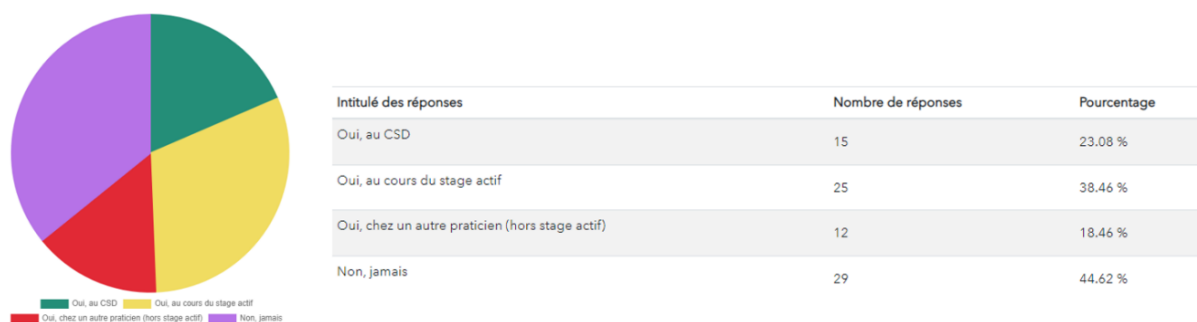 Intitulé des réponses Nombre de réponses Pourcentage
Oui, au CSD 15 23.08 %
Oui, au cours du stage actif 25 38.46 %
Oui, chez un autre praticien (hors stage actif) 12 18.46 %
Non, jamais 29 44.62 %
Oui, au CSD Oui, au cours du stage actif
Oui, chez un autre praticien (hors stage actif) Non, jamais